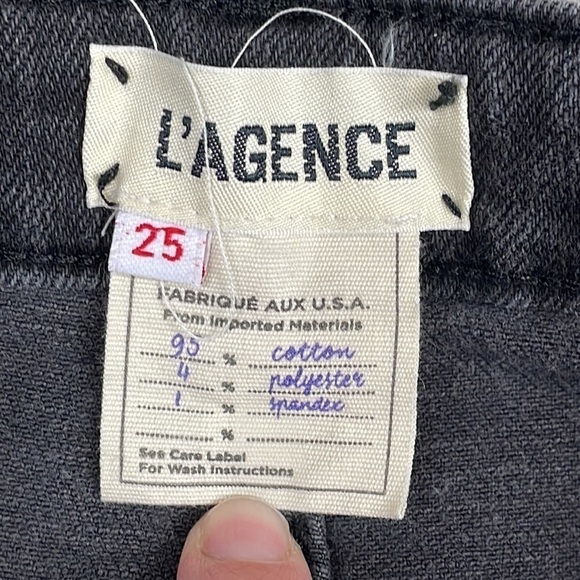 L'AGENCE
25
FABRIQUÉ AUX U.S.A.
From Imported Materials
95 % cotton
4 % polyester
1 % spandex
%
See Care Label
For Wash Instructions